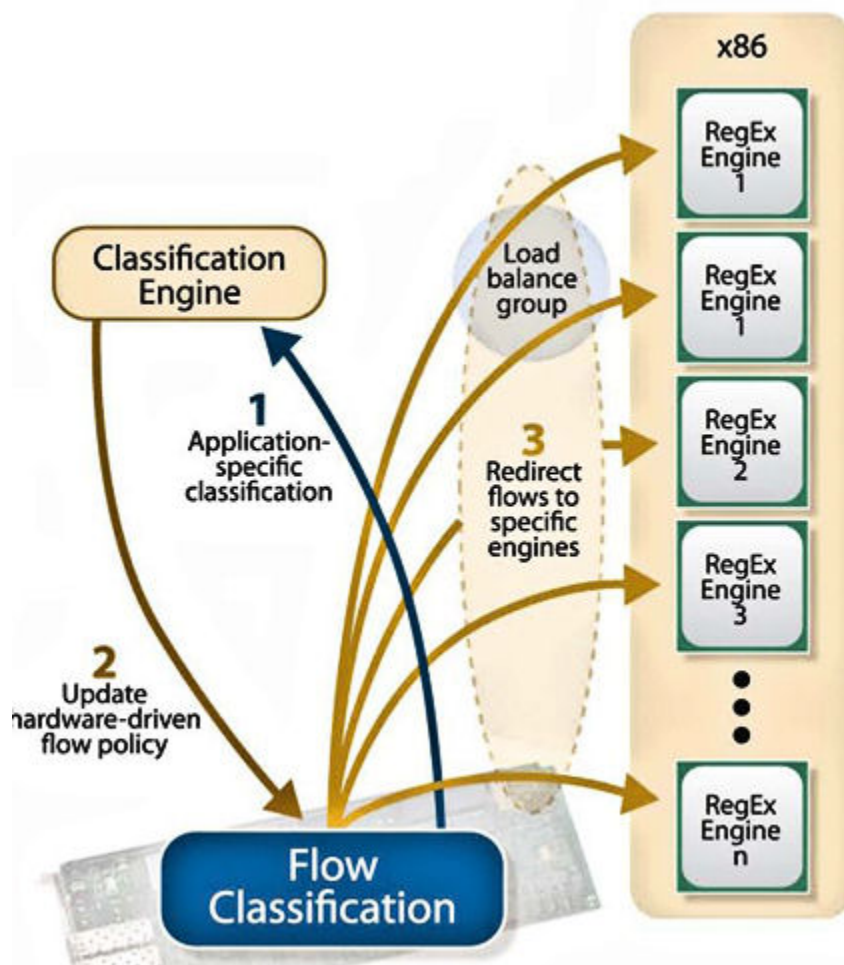 x86
RegEx
Engine
1
RegEx
Engine
1
RegEx
Engine
2
RegEx
Engine
3
RegEx
Engine
n
Load
balance
group
Classification
Engine
1
Application-
specific
classification
3
Redirect
flows to
specific
engines
2
Update
hardware-driven
flow policy
Flow
Classification